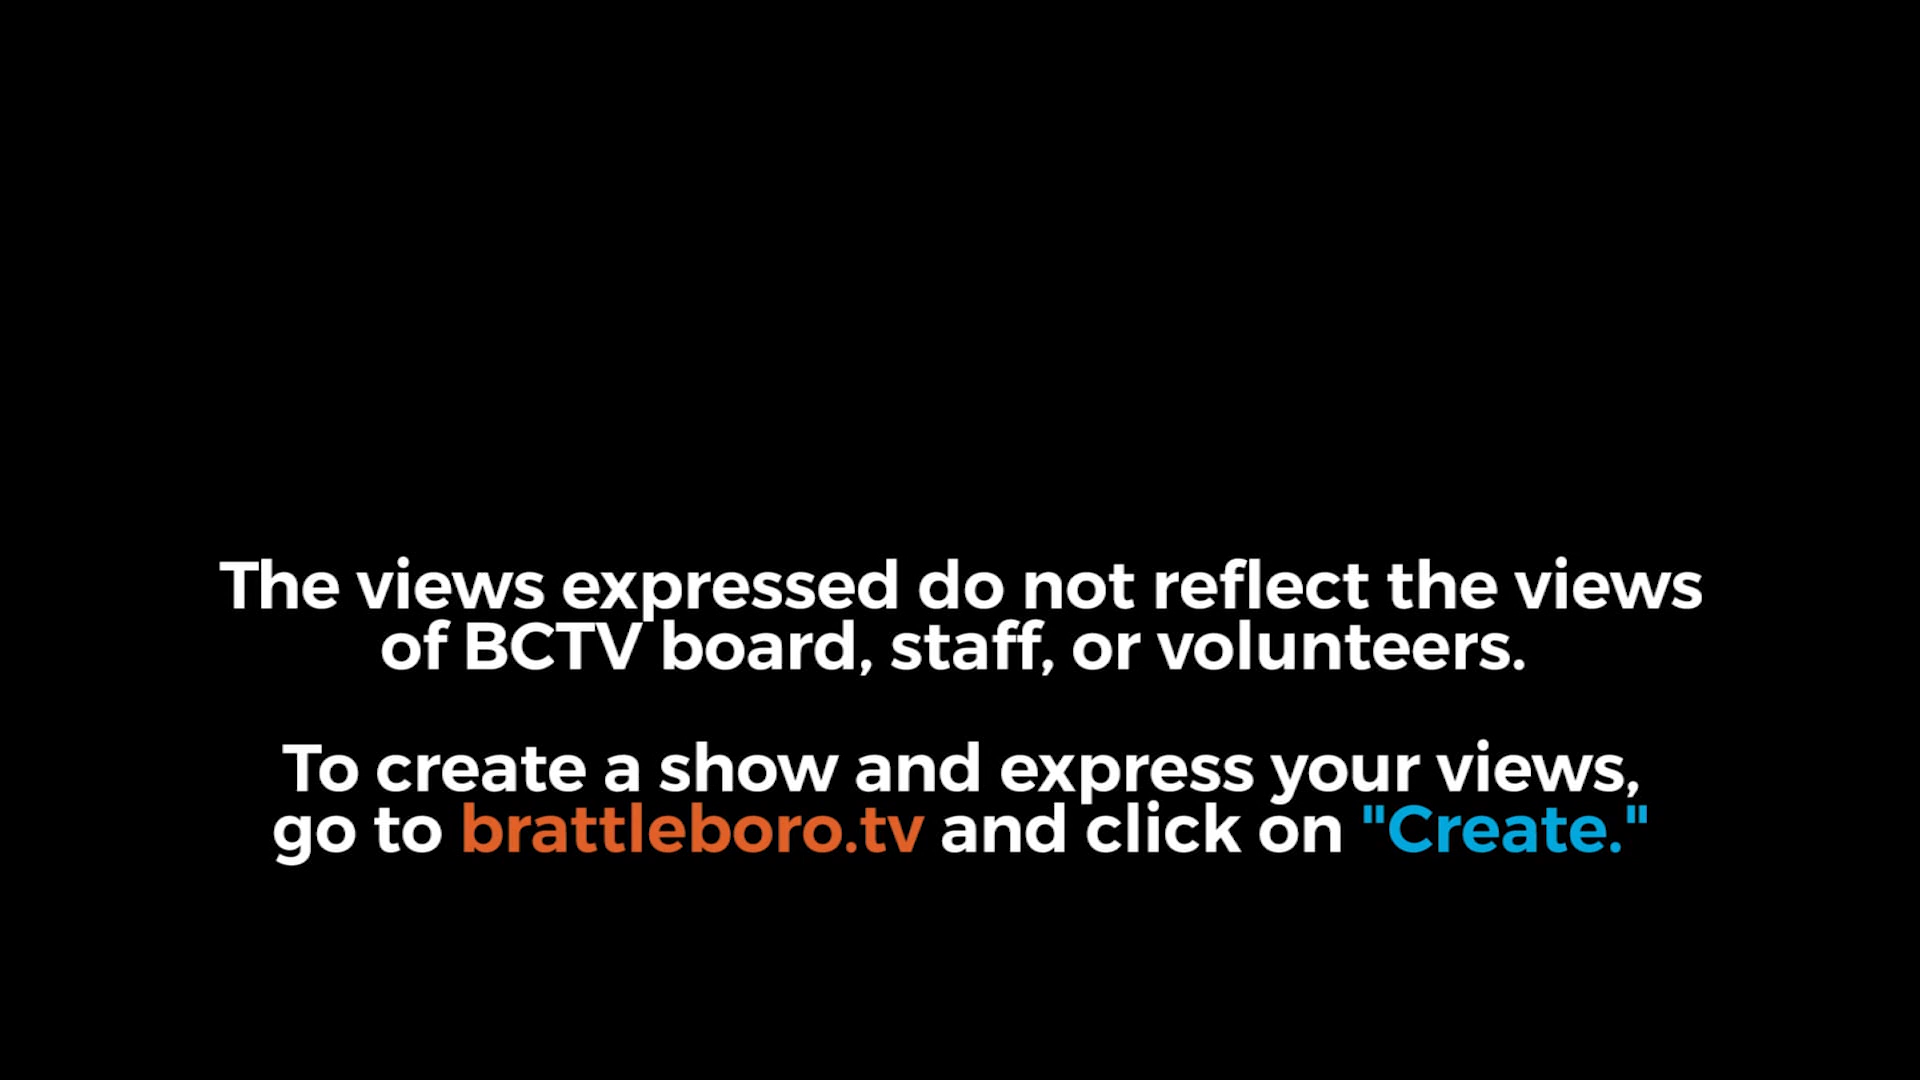 The views expressed do not reflect the views
of BCTV board, staff, or volunteers.
To create a show and express your views,
go to brattleboro.tv and click on "Create."